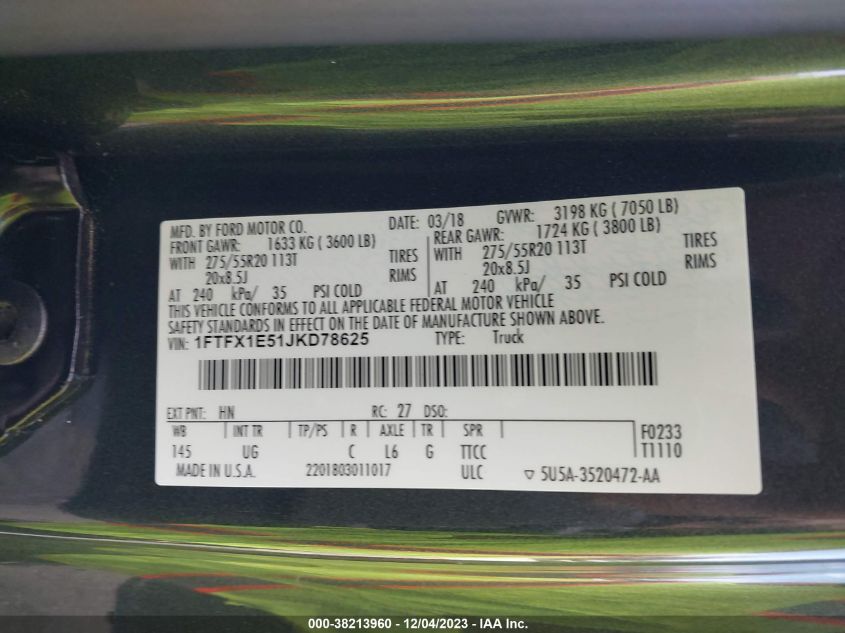 MFD. BY FORD MOTOR CO. DATE: 03/18 GVWR: 3198 KG ( 7050 LB)
FRONT GAWR: 1633 KG ( 3600 LB) REAR GAWR: 1724 KG ( 3800 LB)
WITH 275/55R20 113T TIRES WITH 275/55R20 113T TIRES
20x8.5J RIMS 20x8.5J RIMS
AT 240 kPa/ 35 PSI COLD AT 240 kPa/ 35 PSI COLD
THIS VEHICLE CONFORMS TO ALL APPLICABLE FEDERAL MOTOR VEHICLE
SAFETY STANDARDS IN EFFECT ON THE DATE OF MANUFACTURE SHOWN ABOVE.
VIN: 1FTFX1E51JKD78625 TYPE: Truck
EXT PNT: HN RC: 27 DSO:
WB INT TR TP/PS R AXLE TR SPR F0233
145 UG C L6 G TTCC T1110
MADE IN U.S.A. 2201803011017 ULC ▽ 5U5A-3520472-AA
000-38213960 - 12/04/2023 - IAA Inc.